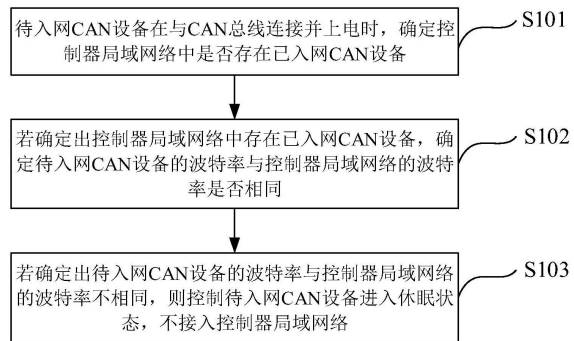 待入网CAN设备在与CAN总线连接并上电时，确定控
制器局域网络中是否存在已入网CAN设备
S101
若确定出控制器局域网络中存在已入网CAN设备，确
定待入网CAN设备的波特率与控制器局域网络的波特
率是否相同
S102
若确定出待入网CAN设备的波特率与控制器局域网络
的波特率不相同，则控制待入网CAN设备进入休眠状
态，不接入控制器局域网络
S103